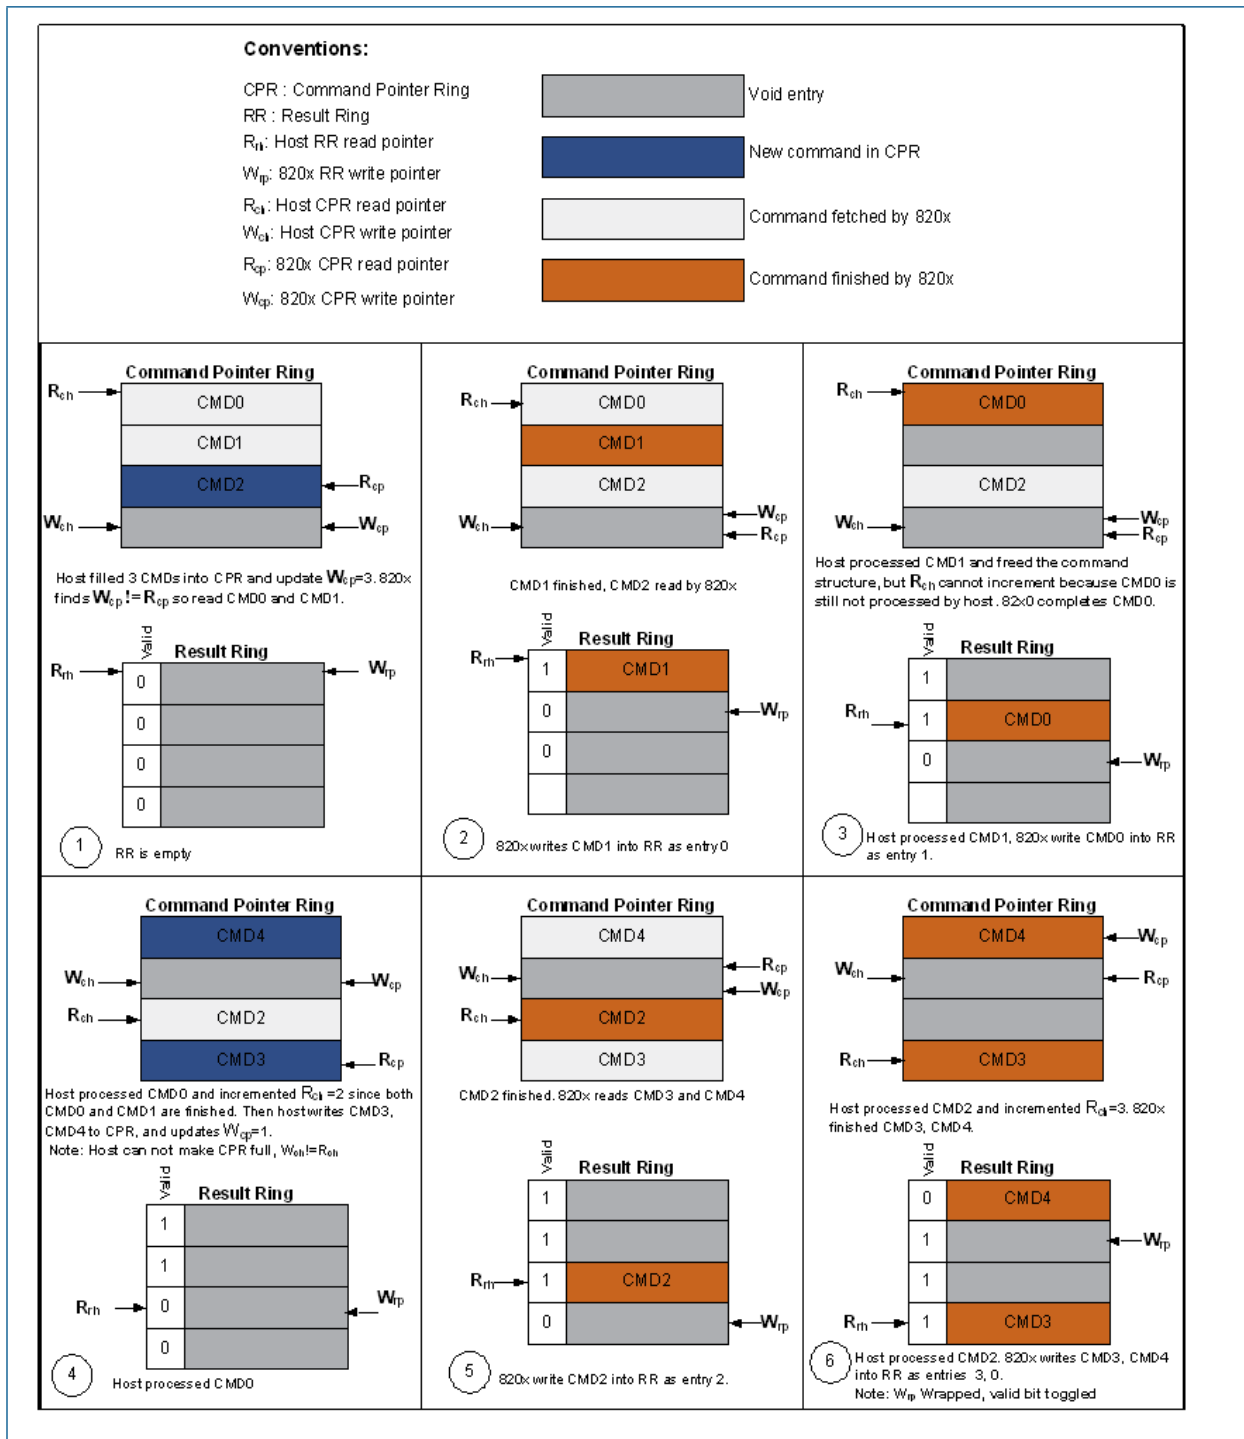 Conventions:
CPR : Command Pointer Ring
RR : Result Ring
Rrh: Host RR read pointer
Wrp: 820x RR write pointer
Rch: Host CPR read pointer
Wch: Host CPR write pointer
Rcp: 820x CPR read pointer
Wcp: 820x CPR write pointer
Void entry
New command in CPR
Command fetched by 820x
Command finished by 820x
Command Pointer Ring
Rch
CMD0
CMD1
CMD2
Rcp
Wch
Wcp
Host filled 3 CMDs into CPR and update Wcp=3. 820x
finds Wcp != Rcp so read CMD0 and CMD1.
Valid
Result Ring
Rrh
Wrp
0
0
0
0
1
RR is empty
Command Pointer Ring
Rch
CMD0
CMD1
CMD2
Wch
Wcp
Rcp
CMD1 finished, CMD2 read by 820x
Valid
Result Ring
Rrh
1
CMD1
0
Wrp
0
2
820x writes CMD1 into RR as entry 0
Command Pointer Ring
Rch
CMD0
CMD2
Wch
Wcp
Rcp
Host processed CMD1 and freed the command
structure, but Rch cannot increment because CMD0 is
still not processed by host. 82x0 completes CMD0.
Valid
Result Ring
1
Rrh
1
CMD0
0
Wrp
3
Host processed CMD1, 820x write CMD0 into RR
as entry 1.
Command Pointer Ring
CMD4
Wch
Wcp
Rch
CMD2
CMD3
Rcp
Host processed CMD0 and incremented Rch =2 since both
CMD0 and CMD1 are finished. Then host writes CMD3,
CMD4 to CPR, and updates Wcp=1.
Note: Host can not make CPR full, Wch!=Rch
Valid
Result Ring
1
1
Rrh
0
Wrp
0
4
Host processed CMD0
Command Pointer Ring
CMD4
Wch
Rcp
Wcp
Rch
CMD2
CMD3
CMD2 finished. 820x reads CMD3 and CMD4
Valid
Result Ring
1
1
Rrh
1
CMD2
0
Wrp
5
820x write CMD2 into RR as entry 2.
Command Pointer Ring
CMD4
Wcp
Wch
Rcp
Rch
CMD3
Host processed CMD2 and incremented Rch=3. 820x
finished CMD3, CMD4.
Valid
Result Ring
0
CMD4
1
Wrp
1
Rrh
1
CMD3
6
Host processed CMD2. 820x writes CMD3, CMD4
into RR as entries 3, 0.
Note: Wrp Wrapped, valid bit toggled